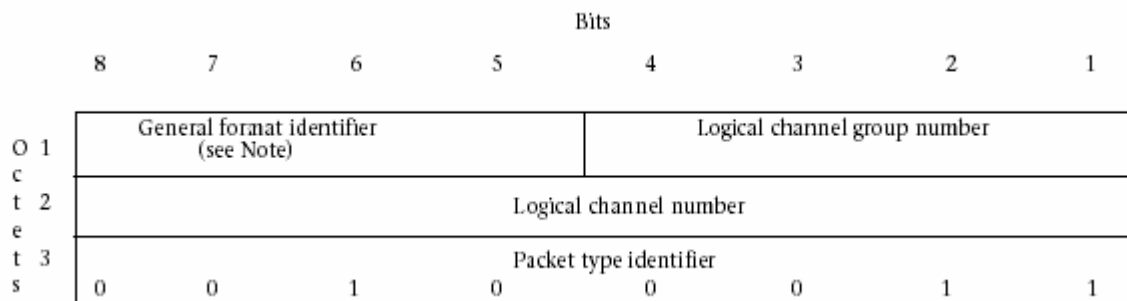 Bits
8 7 6 5 4 3 2 1
General format identifier
(see Note)
Logical channel group number
Octets
1
2
Logical channel number
3
Packet type identifier
0 0 1 0 0 0 1 1